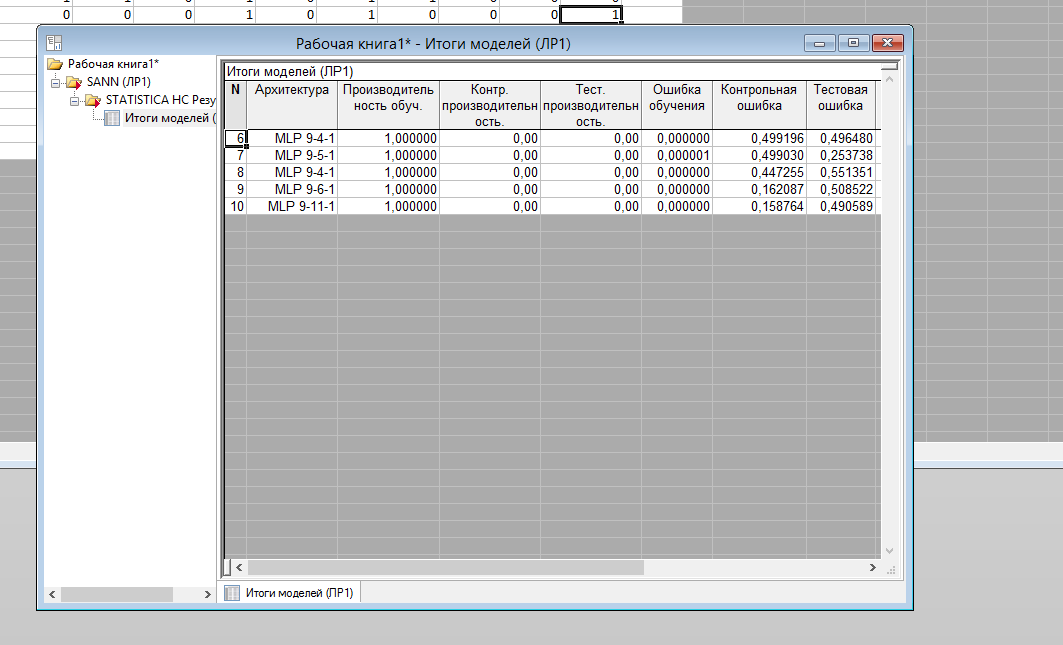 0 0 0 1 0 1 0 0 0 1
Рабочая книга1* - Итоги моделей (ЛР1)
Рабочая книга1*
SANN (ЛР1)
STATISTICA НС Резу
Итоги моделей (
Итоги моделей (ЛР1)
N Архитектура Производитель Контр. Тест. Ошибка Контрольная Тестовая
ность обуч. производительн производительн обучения ошибка ошибка
ость. ость.
6 MLP 9-4-1 1,000000 0,00 0,00 0,000000 0,499196 0,496480
7 MLP 9-5-1 1,000000 0,00 0,00 0,000001 0,499030 0,253738
8 MLP 9-4-1 1,000000 0,00 0,00 0,000000 0,447255 0,551351
9 MLP 9-6-1 1,000000 0,00 0,00 0,000000 0,162087 0,508522
10 MLP 9-11-1 1,000000 0,00 0,00 0,000000 0,158764 0,490589
Итоги моделей (ЛР1)